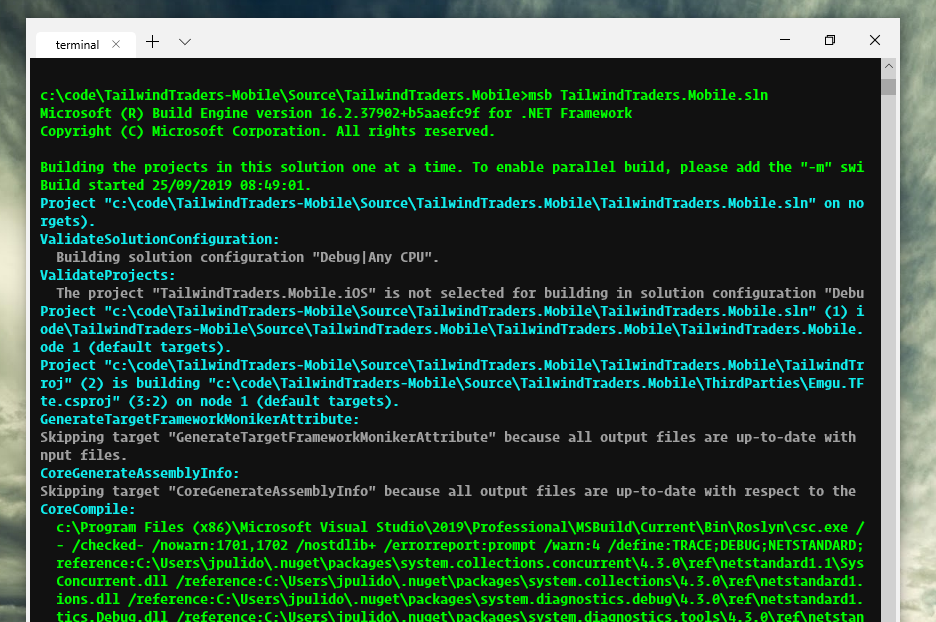 terminal
c:\code\TailwindTraders-Mobile\Source\TailwindTraders.Mobile>msb TailwindTraders.Mobile.sln
Microsoft (R) Build Engine version 16.2.37902+b5aaefc9f for .NET Framework
Copyright (C) Microsoft Corporation. All rights reserved.
Building the projects in this solution one at a time. To enable parallel build, please add the "-m" swi
Build started 25/09/2019 08:49:01.
Project "c:\code\TailwindTraders-Mobile\Source\TailwindTraders.Mobile\TailwindTraders.Mobile.sln" on no
rgets).
ValidateSolutionConfiguration:
Building solution configuration "Debug|Any CPU".
ValidateProjects:
The project "TailwindTraders.Mobile.iOS" is not selected for building in solution configuration "Debu
Project "c:\code\TailwindTraders-Mobile\Source\TailwindTraders.Mobile\TailwindTraders.Mobile.sln" (1) i
ode\TailwindTraders-Mobile\Source\TailwindTraders.Mobile\TailwindTraders.Mobile\TailwindTraders.Mobile.
ode 1 (default targets).
Project "c:\code\TailwindTraders-Mobile\Source\TailwindTraders.Mobile\TailwindTraders.Mobile\TailwindTr
roj" (2) is building "c:\code\TailwindTraders-Mobile\Source\TailwindTraders.Mobile\ThirdParties\Emgu.TF
te.csproj" (3:2) on node 1 (default targets).
GenerateTargetFrameworkMonikerAttribute:
Skipping target "GenerateTargetFrameworkMonikerAttribute" because all output files are up-to-date with
nput files.
CoreGenerateAssemblyInfo:
Skipping target "CoreGenerateAssemblyInfo" because all output files are up-to-date with respect to the
CoreCompile:
c:\Program Files (x86)\Microsoft Visual Studio\2019\Professional\MSBuild\Current\Bin\Roslyn\csc.exe /
- /checked- /nowarn:1701,1702 /nostdlib+ /errorreport:prompt /warn:4 /define:TRACE;DEBUG;NETSTANDARD;
reference:C:\Users\jpulido\.nuget\packages\system.collections.concurrent\4.3.0\ref\netstandard1.1\Sys
Concurrent.dll /reference:C:\Users\jpulido\.nuget\packages\system.collections\4.3.0\ref\netstandard1.
ions.dll /reference:C:\Users\jpulido\.nuget\packages\system.diagnostics.debug\4.3.0\ref\netstandard1.
tics.Debug.dll /reference:C:\Users\jpulido\.nuget\packages\system.diagnostics.tools\4.3.0\ref\netstan